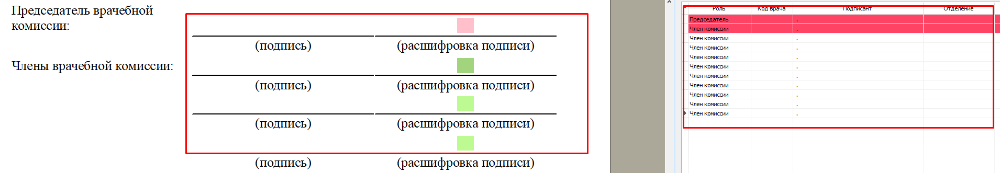 Председатель врачебной
комиссии:
(подпись) (расшифровка подписи)
Члены врачебной комиссии:
(подпись) (расшифровка подписи)
(подпись) (расшифровка подписи)
(подпись) (расшифровка подписи)
Роль Код врача Подписант Отделение
Председатель .
Член комиссии .
Член комиссии .
Член комиссии .
Член комиссии .
Член комиссии .
Член комиссии .
Член комиссии .
Член комиссии .
Член комиссии .
Член комиссии .